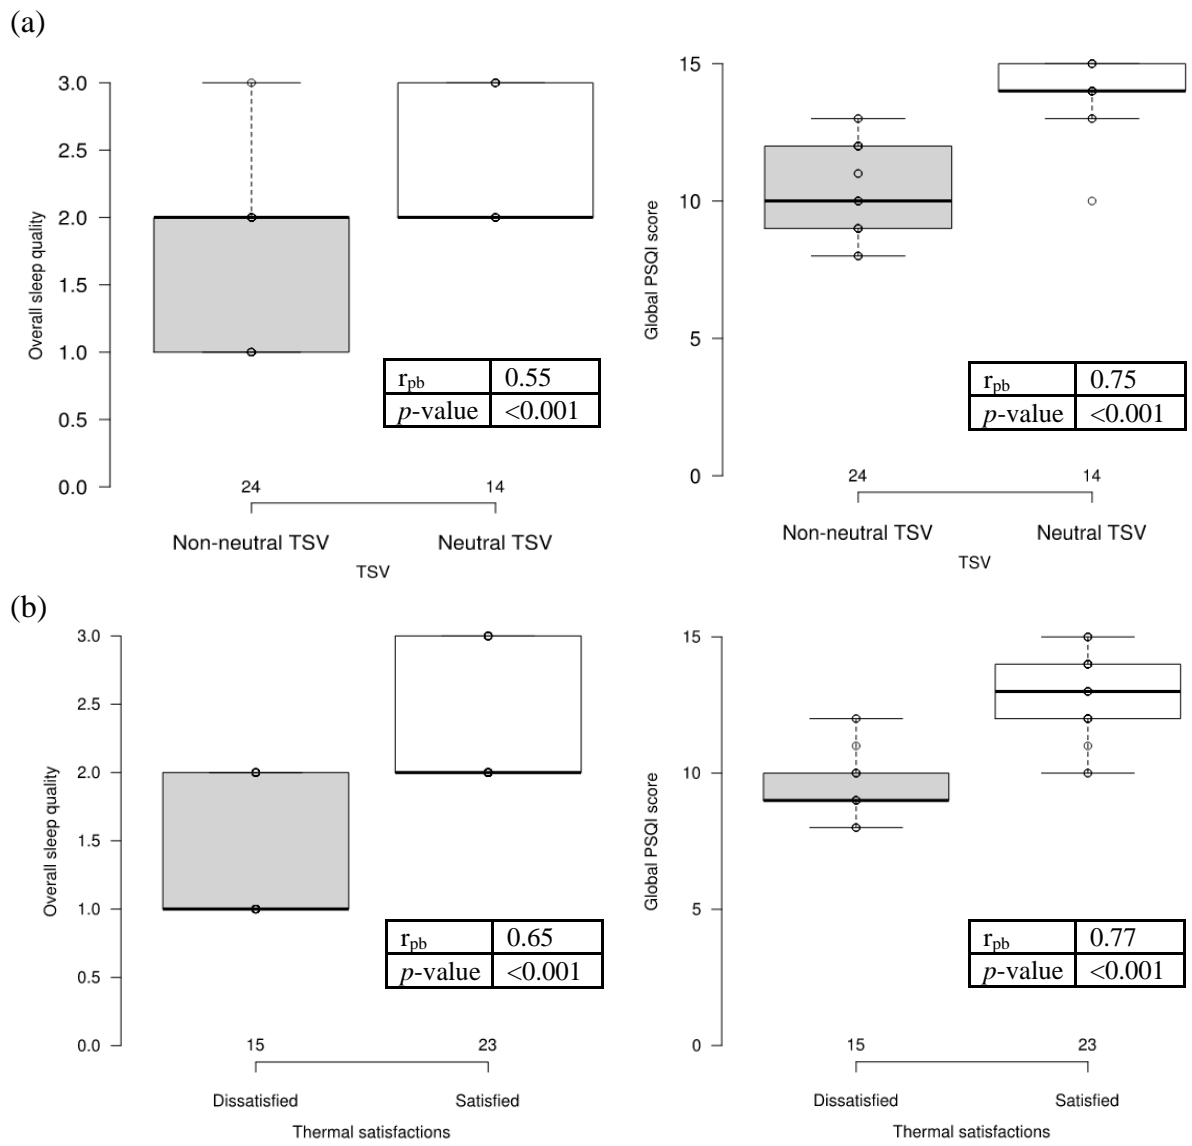 (a)
3.0
2.5
2.0
1.5
1.0
0.5
0.0
Overall sleep quality
r_pb 0.55
p-value <0.001
24 14
Non-neutral TSV Neutral TSV
TSV
15
10
5
0
Global PSQI score
r_pb 0.75
p-value <0.001
24 14
Non-neutral TSV Neutral TSV
TSV
(b)
3.0
2.5
2.0
1.5
1.0
0.5
0.0
Overall sleep quality
r_pb 0.65
p-value <0.001
15 23
Dissatisfied Satisfied
Thermal satisfactions
15
10
5
0
Global PSQI score
r_pb 0.77
p-value <0.001
15 23
Dissatisfied Satisfied
Thermal satisfactions